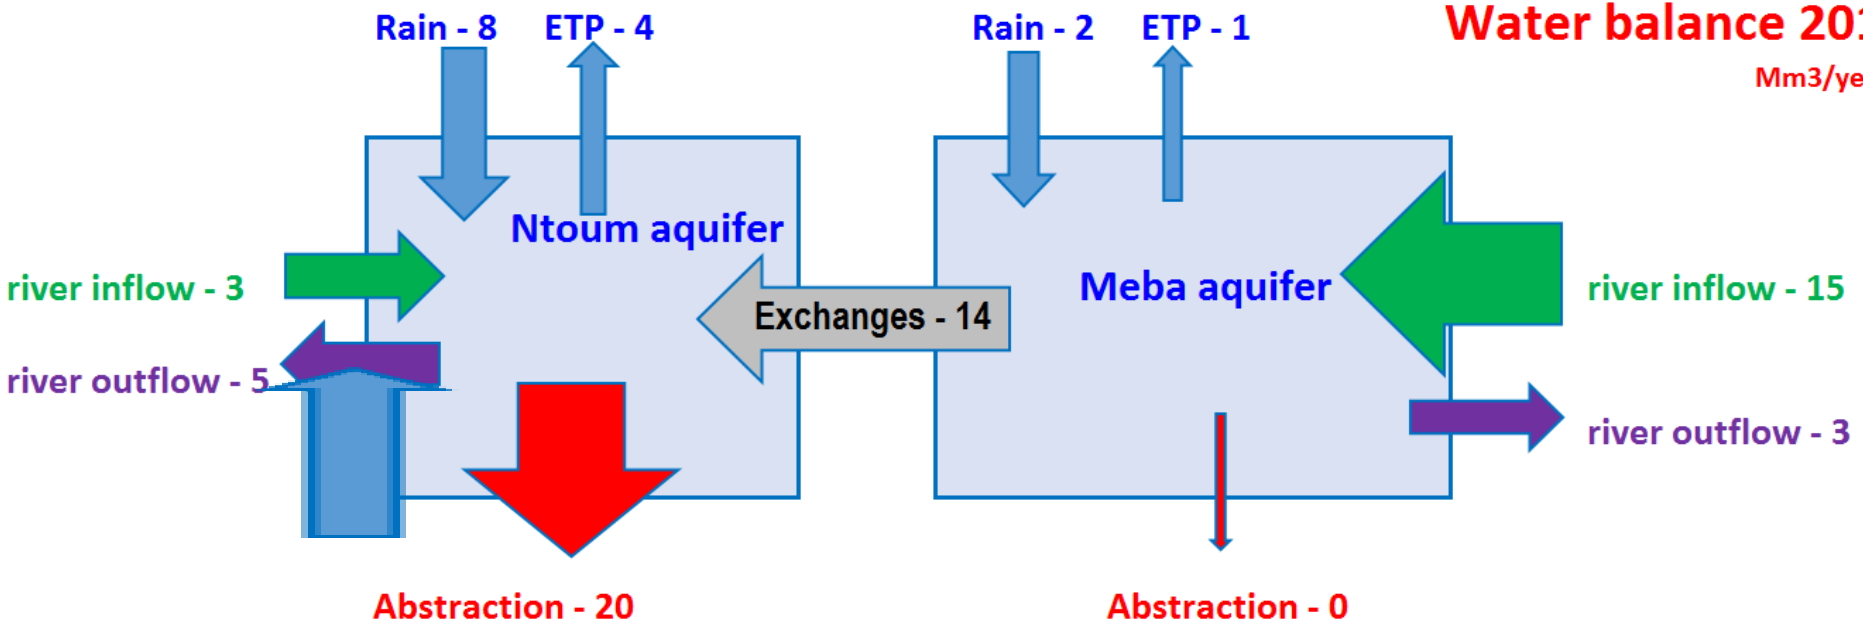 Rain - 8 ETP - 4 Rain - 2 ETP - 1 Water balance
Mm3/ye
Ntoum aquifer
Meba aquifer
river inflow - 3
Exchanges - 14
river inflow - 15
river outflow - 5
river outflow - 3
Abstraction - 20
Abstraction - 0